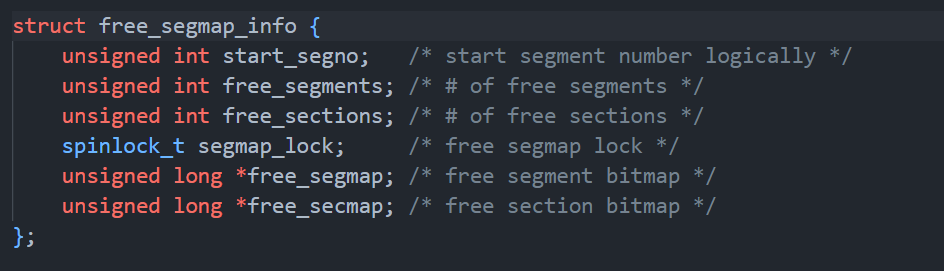 struct free_segmap_info {
    unsigned int start_segno;   /* start segment number logically */
    unsigned int free_segments; /* # of free segments */
    unsigned int free_sections; /* # of free sections */
    spinlock_t segmap_lock;     /* free segmap lock */
    unsigned long *free_segmap; /* free segment bitmap */
    unsigned long *free_secmap; /* free section bitmap */
};